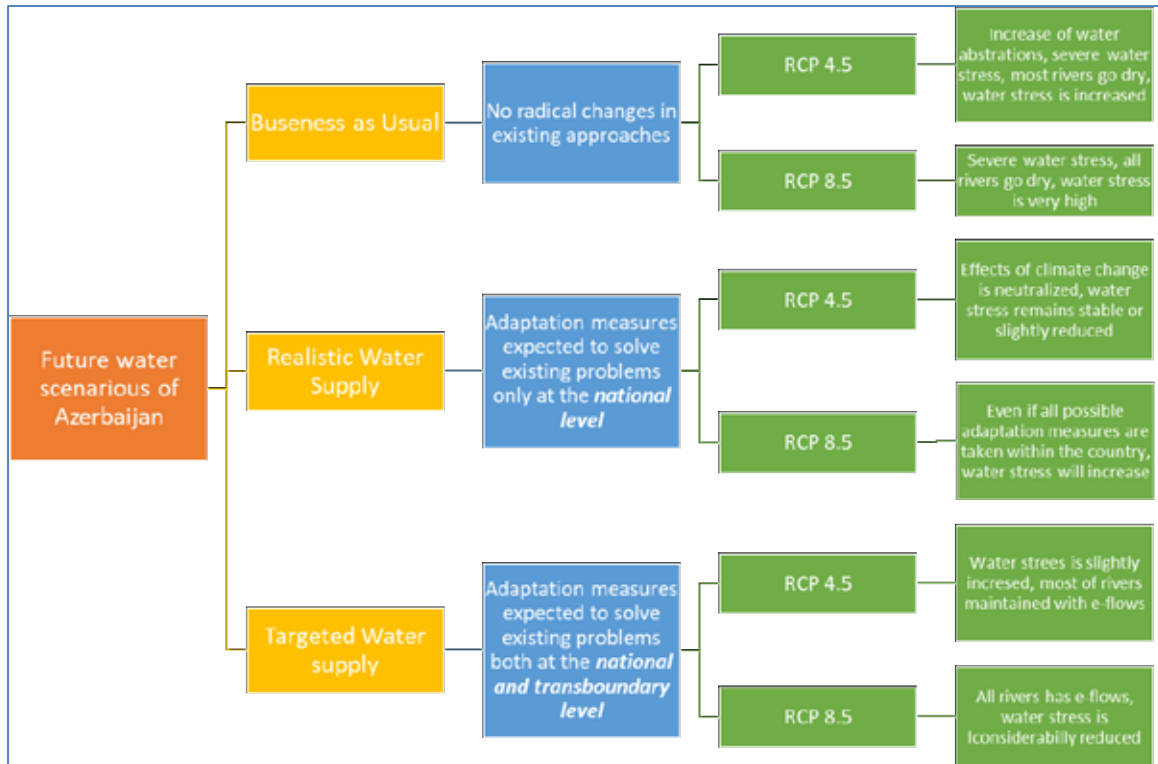 Future water
scenarious of
Azerbaijan
Buseness as Usual
No radical changes in
existing approaches
RCP 4.5
Increase of water
abstrations, severe water
stress, most rivers go dry,
water stress is increased
RCP 8.5
Severe water stress, all
rivers go dry, water stress
is very high
Realistic Water
Supply
Adaptation measures
expected to solve
existing problems
only at the national
level
RCP 4.5
Effects of climate change
is neutralized, water
stress remains stable or
slightly reduced
RCP 8.5
Even if all possible
adaptation measures are
taken within the country,
water stress will increase
Targeted Water
supply
Adaptation measures
expected to solve
existing problems
both at the national
and transboundary
level
RCP 4.5
Water strees is slightly
incresed, most of rivers
maintained with e-flows
RCP 8.5
All rivers has e-flows,
water stress is
lconsiderabilly reduced